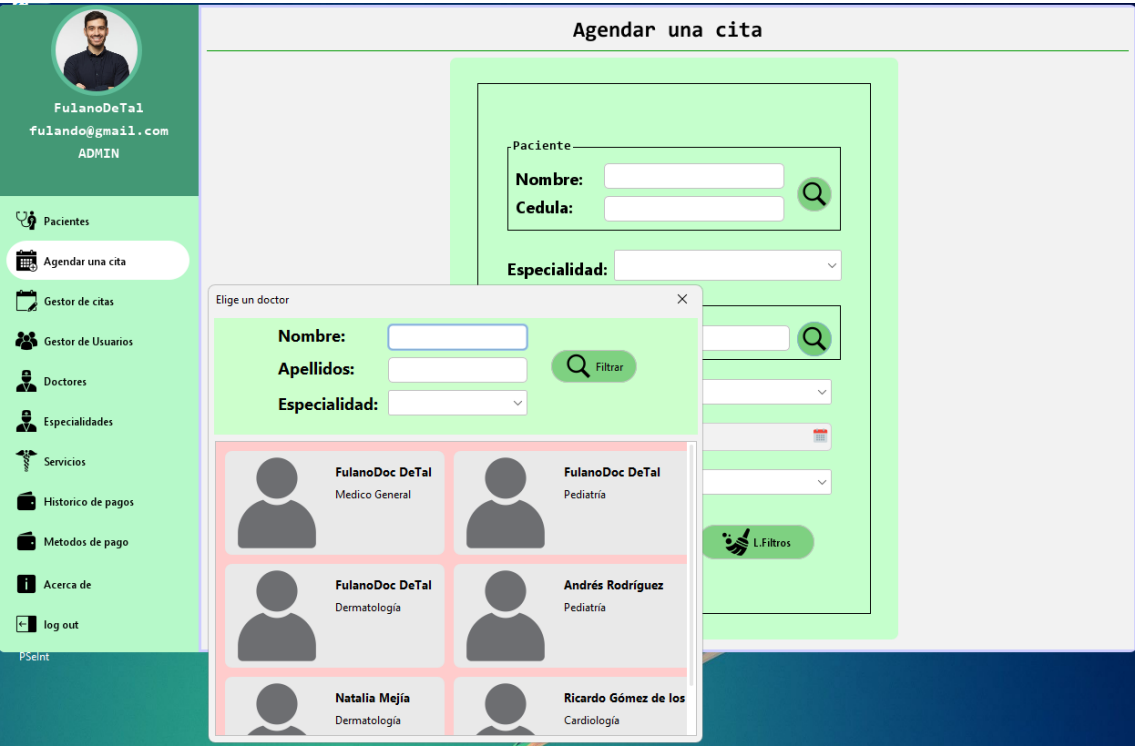 Agendar una cita
FulanoDeTal
fulando@gmail.com
ADMIN
Pacientes
Agendar una cita
Gestor de citas
Gestor de Usuarios
Doctores
Especialidades
Servicios
Historico de pagos
Metodos de pago
Acerca de
log out
PSeInt
Paciente
Nombre:
Cedula:
Especialidad:
L.Filtros
Elige un doctor
Nombre:
Apellidos:
Especialidad:
Filtrar
FulanoDoc DeTal
Medico General
FulanoDoc DeTal
Pediatría
FulanoDoc DeTal
Dermatología
Andrés Rodríguez
Pediatría
Natalia Mejía
Dermatología
Ricardo Gómez de los
Cardiología